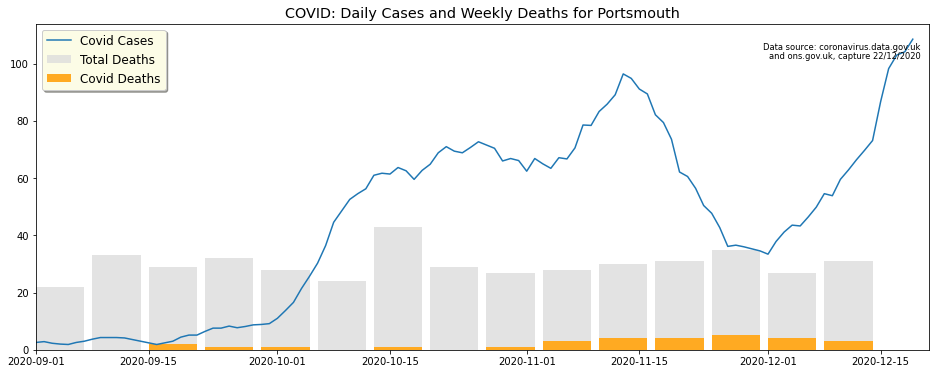 COVID: Daily Cases and Weekly Deaths for Portsmouth
Covid Cases
Total Deaths
Covid Deaths
Data source: coronavirus.data.gov.uk
and ons.gov.uk, capture 22/12/2020
100
80
60
40
20
0
2020-09-01 2020-09-15 2020-10-01 2020-10-15 2020-11-01 2020-11-15 2020-12-01 2020-12-15